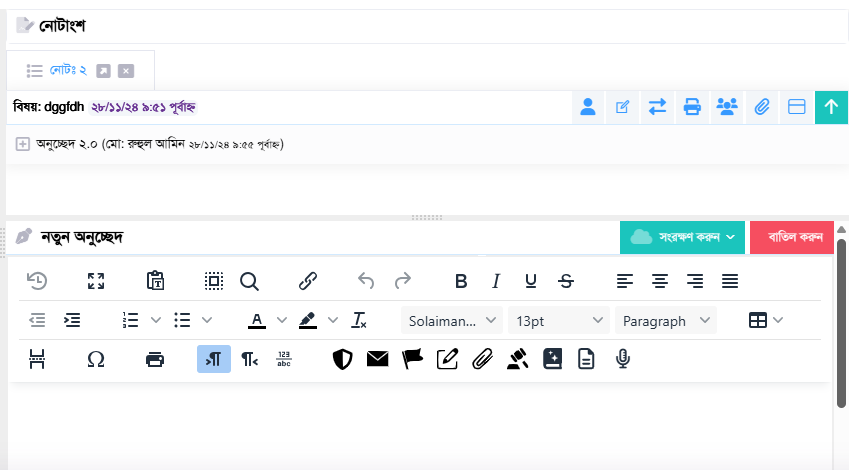 নোটাংশ
নোটঃ ২
বিষয়: dggfdh ২৮/১১/২৪ ৯:৫১ পূর্বাহ্ন
অনুচ্ছেদ ২.০ (মো: রুহুল আমিন ২৮/১১/২৪ ৯:৫৫ পূর্বাহ্ন)
নতুন অনুচ্ছেদ সংরক্ষণ করুন বাতিল করুন
B I U S
A Solaiman... 13pt Paragraph
Ω 123 abc